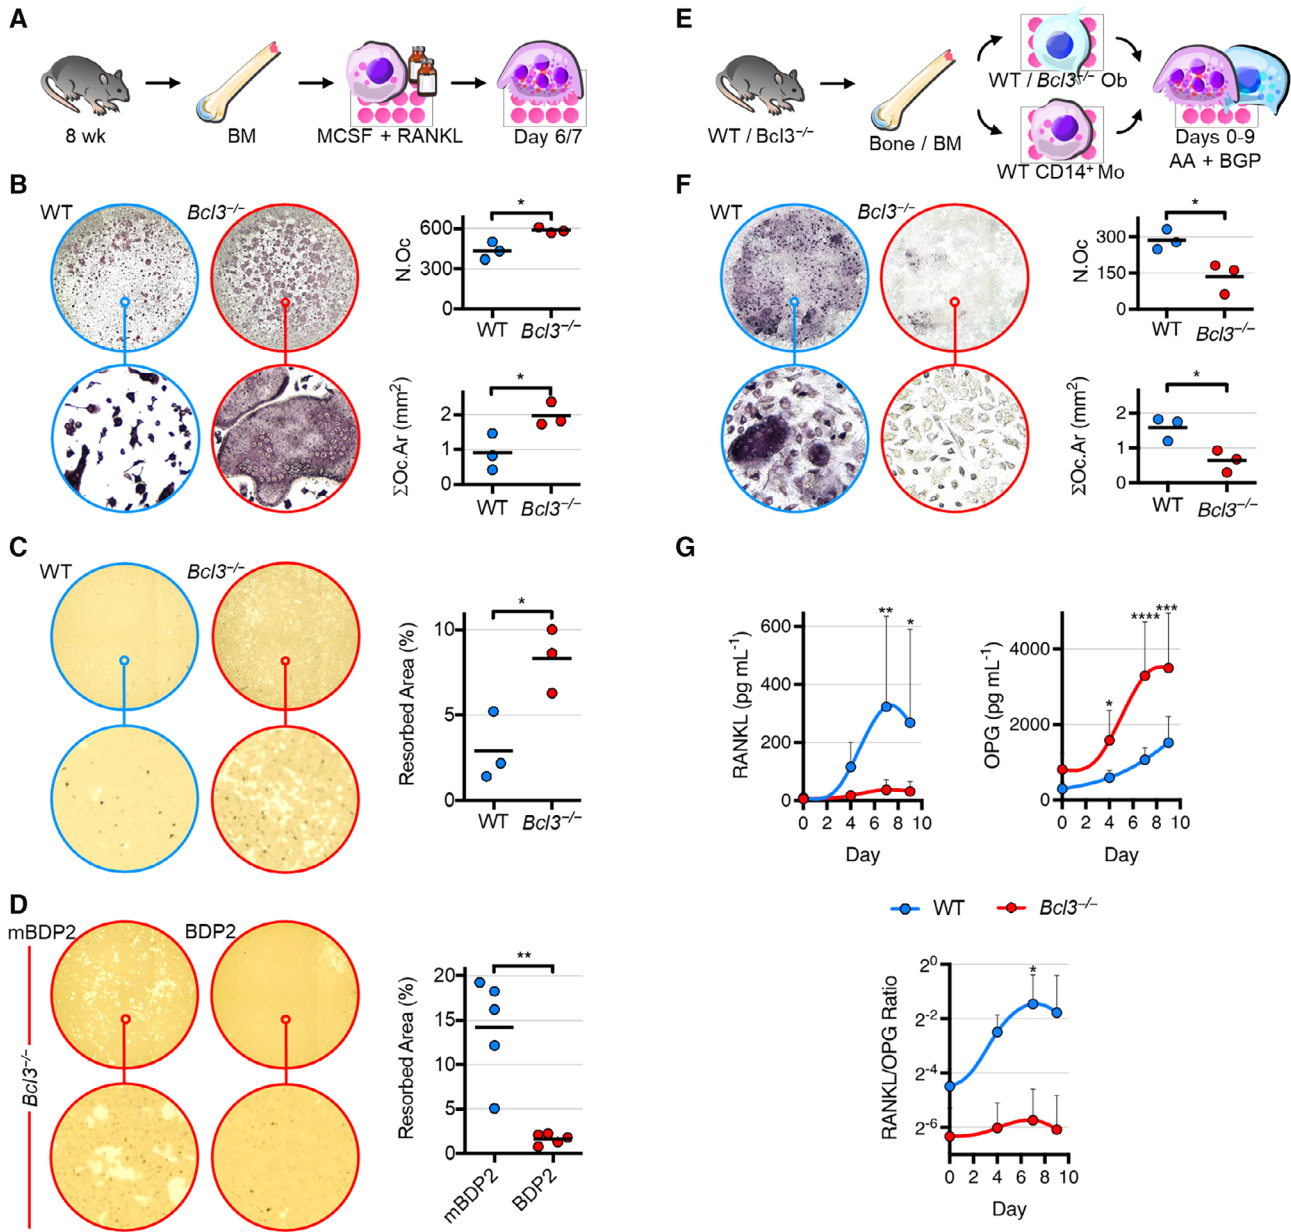 A
8 wk
BM
MCSF + RANKL
Day 6/7
B
WT
Bcl3⁻/⁻
*
N.Oc
600
300
0
WT
Bcl3⁻/⁻
*
ΣOc.Ar (mm²)
2
1
0
WT
Bcl3⁻/⁻
C
WT
Bcl3⁻/⁻
*
Resorbed Area (%)
10
5
0
WT
Bcl3⁻/⁻
D
mBDP2
BDP2
Bcl3⁻/⁻
**
Resorbed Area (%)
20
15
10
5
0
mBDP2
BDP2
E
WT / Bcl3⁻/⁻
Bone / BM
WT / Bcl3⁻/⁻ Ob
WT CD14⁺ Mo
Days 0-9
AA + BGP
F
WT
Bcl3⁻/⁻
*
N.Oc
300
150
0
WT
Bcl3⁻/⁻
*
ΣOc.Ar (mm²)
2
1
0
WT
Bcl3⁻/⁻
G
**
*
RANKL (pg mL⁻¹)
600
400
200
0
0 2 4 6 8 10
Day
*
****
***
OPG (pg mL⁻¹)
4000
2000
0
0 2 4 6 8 10
Day
WT
Bcl3⁻/⁻
*
RANKL/OPG Ratio
2⁰
2⁻²
2⁻⁴
2⁻⁶
0 2 4 6 8 10
Day